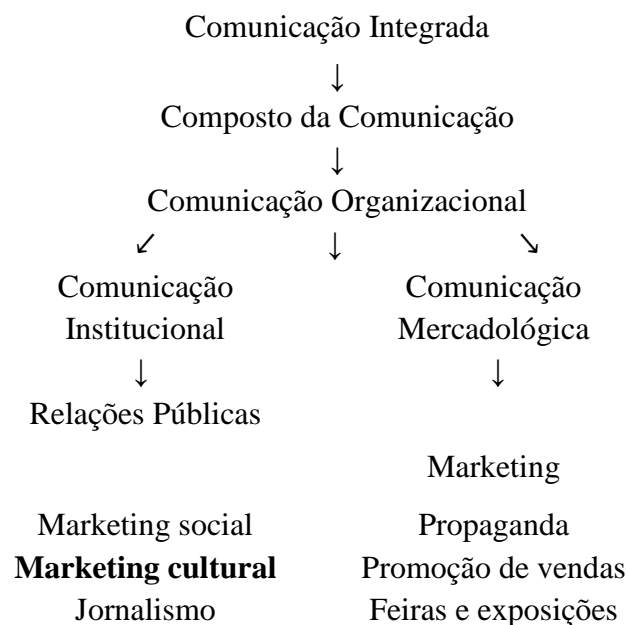 Comunicação Integrada
↓
Composto da Comunicação
↓
Comunicação Organizacional
↙ ↓ ↘
Comunicação Comunicação
Institucional Mercadológica
↓ ↓
Relações Públicas
Marketing
Marketing social Propaganda
Marketing cultural Promoção de vendas
Jornalismo Feiras e exposições